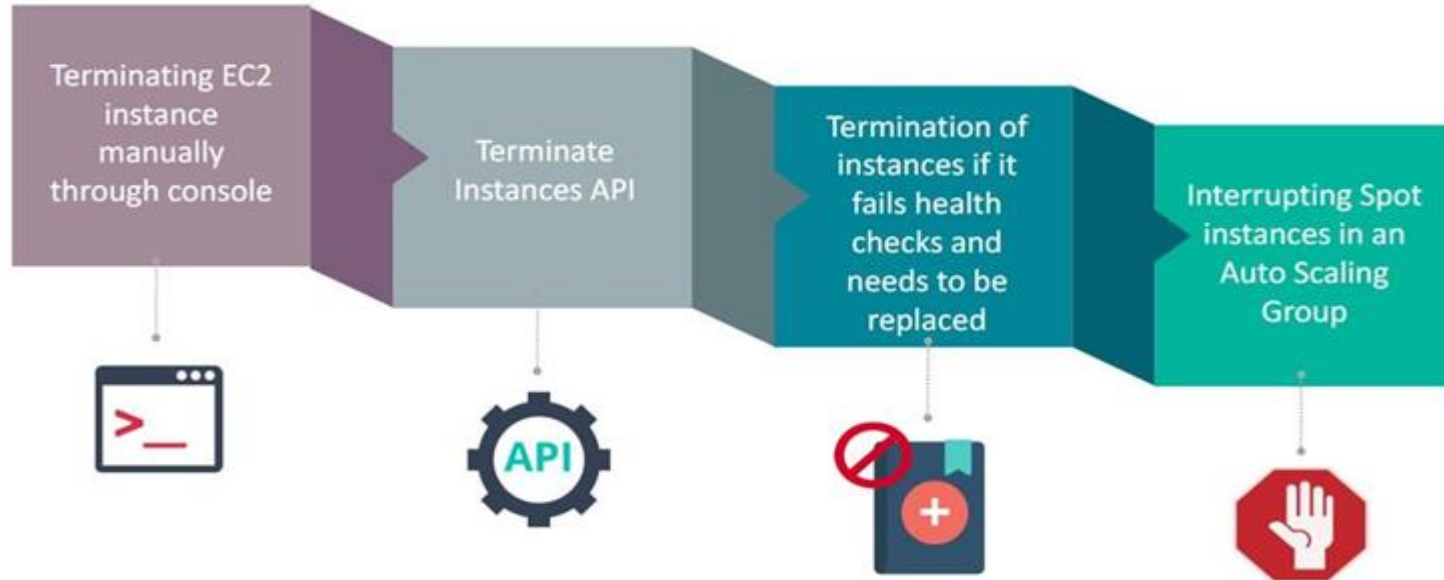 Terminating EC2
instance
manually
through console
Terminate
Instances API
Termination of
instances if it
fails health
checks and
needs to be
replaced
Interrupting Spot
instances in an
Auto Scaling
Group
>_
API